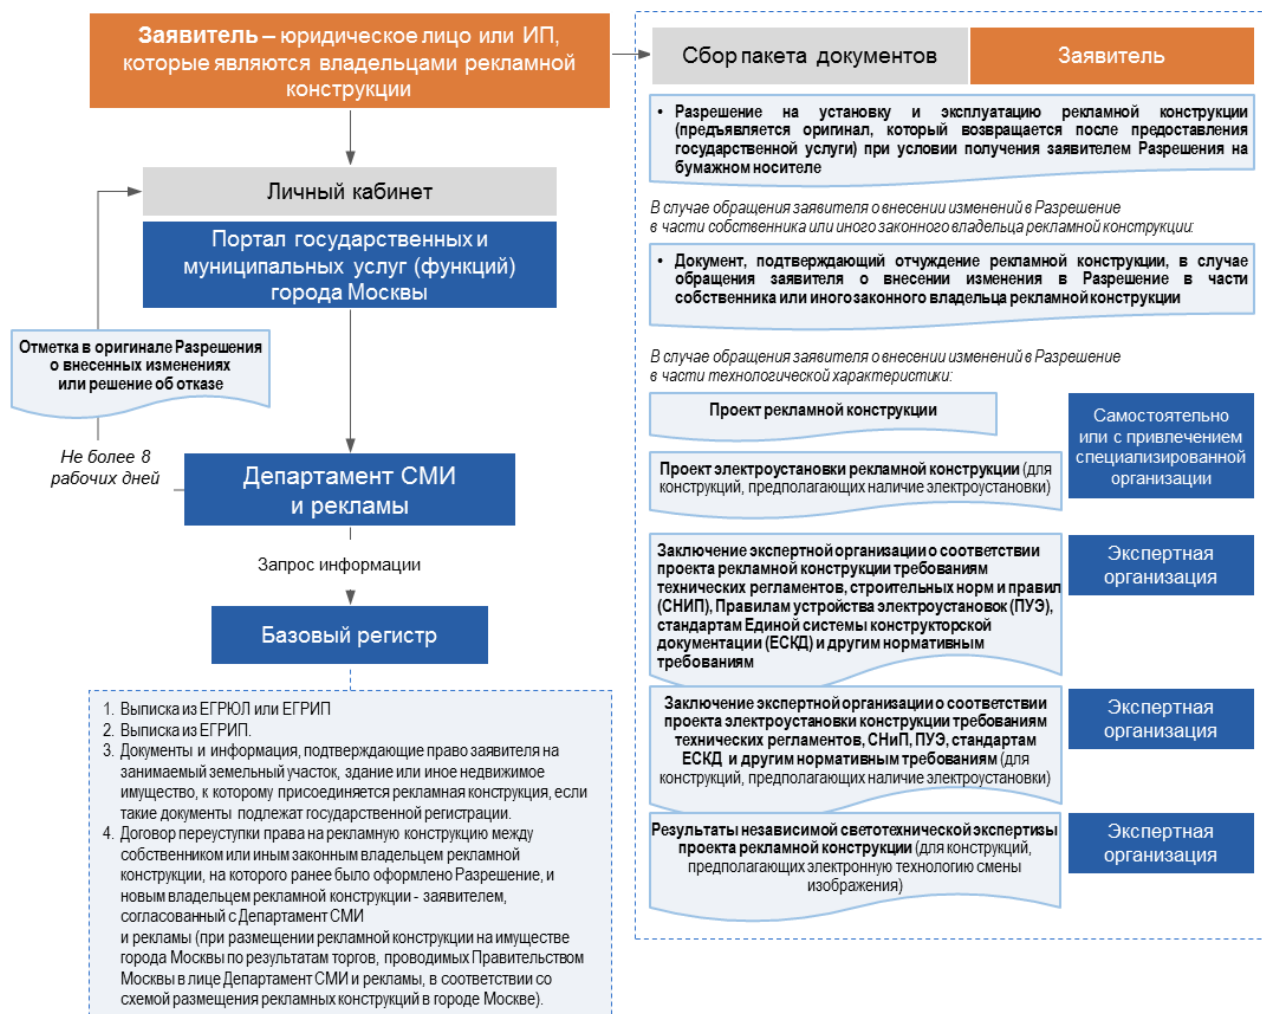 Заявитель – юридическое лицо или ИП,
которые являются владельцами рекламной
конструкции
Личный кабинет
Портал государственных и
муниципальных услуг (функций)
города Москвы
Отметка в оригинале Разрешения
о внесенных изменениях
или решение об отказе
Не более 8
рабочих дней
Департамент СМИ
и рекламы
Запрос информации
Базовый регистр
1. Выписка из ЕГРЮЛ или ЕГРИП
2. Выписка из ЕГРИП.
3. Документы и информация, подтверждающие право заявителя на
занимаемый земельный участок, здание или иное недвижимое
имущество, к которому присоединяется рекламная конструкция, если
такие документы подлежат государственной регистрации.
4. Договор переуступки права на рекламную конструкцию между
собственником или иным законным владельцем рекламной
конструкции, на которого ранее было оформлено Разрешение, и
новым владельцем рекламной конструкции - заявителем,
согласованный с Департамент СМИ
и рекламы (при размещении рекламной конструкции на имуществе
города Москвы по результатам торгов, проводимых Правительством
Москвы в лице Департамент СМИ и рекламы, в соответствии со
схемой размещения рекламных конструкций в городе Москве).
Сбор пакета документов
Заявитель
• Разрешение на установку и эксплуатацию рекламной конструкции
(предъявляется оригинал, который возвращается после предоставления
государственной услуги) при условии получения заявителем Разрешения на
бумажном носителе
В случае обращения заявителя о внесении изменений в Разрешение
в части собственника или иного законного владельца рекламной конструкции:
• Документ, подтверждающий отчуждение рекламной конструкции, в случае
обращения заявителя о внесении изменения в Разрешение в части
собственника или иного законного владельца рекламной конструкции
В случае обращения заявителя о внесении изменений в Разрешение
в части технологической характеристики:
Проект рекламной конструкции
Проект электроустановки рекламной конструкции (для
конструкций, предполагающих наличие электроустановки)
Самостоятельно
или с привлечением
специализированной
организации
Заключение экспертной организации о соответствии
проекта рекламной конструкции требованиям
технических регламентов, строительных норм и правил
(СНИП), Правилам устройства электроустановок (ПУЭ),
стандартам Единой системы конструкторской
документации (ЕСКД) и другим нормативным
требованиям
Экспертная
организация
Заключение экспертной организации о соответствии
проекта электроустановки конструкции требованиям
технических регламентов, СНиП, ПУЭ, стандартам
ЕСКД и другим нормативным требованиям (для
конструкций, предполагающих наличие электроустановки)
Экспертная
организация
Результаты независимой светотехнической экспертизы
проекта рекламной конструкции (для конструкций,
предполагающих электронную технологию смены
изображения)
Экспертная
организация